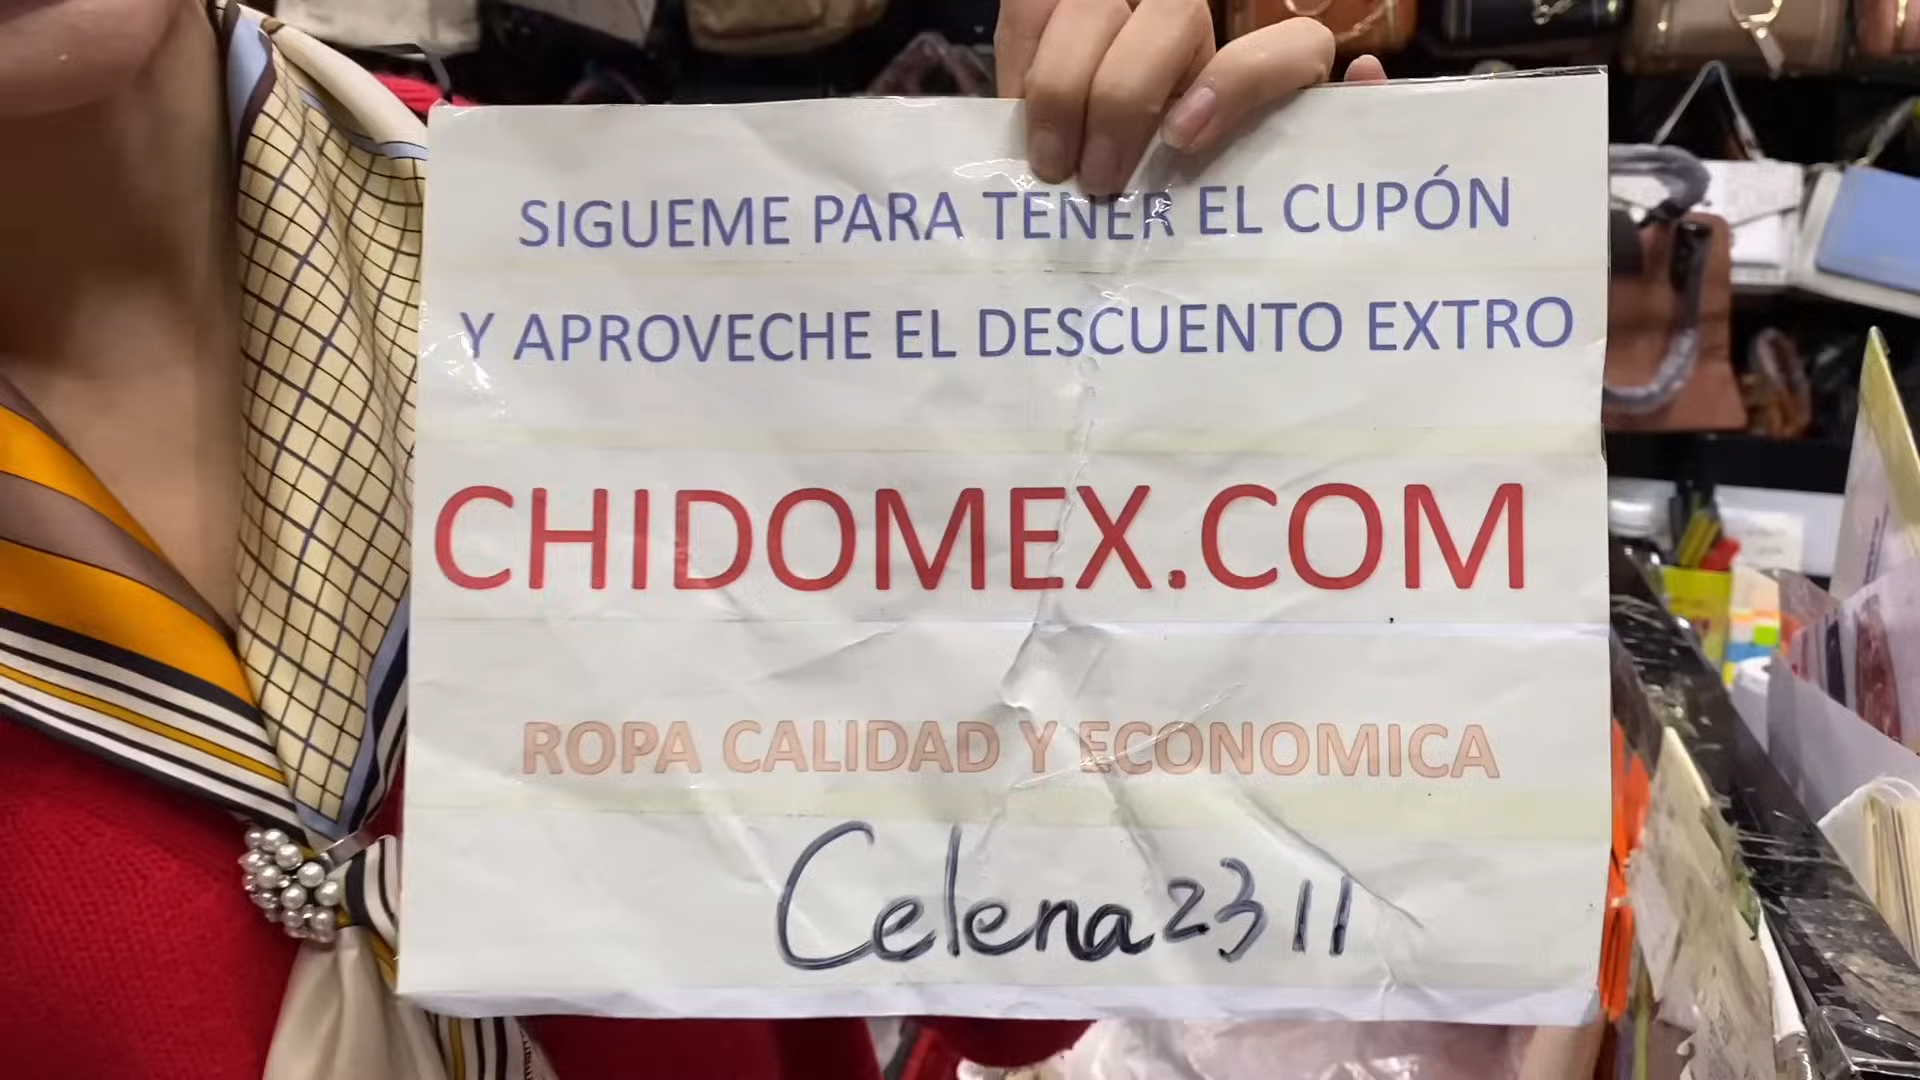 SIGUEME PARA TENER EL CUPÓN
Y APROVECHE EL DESCUENTO EXTRO
CHIDOMEX.COM
ROPA CALIDAD Y ECONOMICA
Celena2311